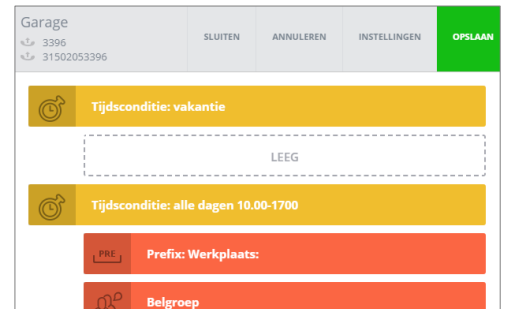 Garage
3396
31502053396
SLUITEN
ANNULEREN
INSTELLINGEN
OPSLAAN
Tijdsconditie: vakantie
LEEG
Tijdsconditie: alle dagen 10.00-1700
PRE
Prefix: Werkplaats:
Belgroep